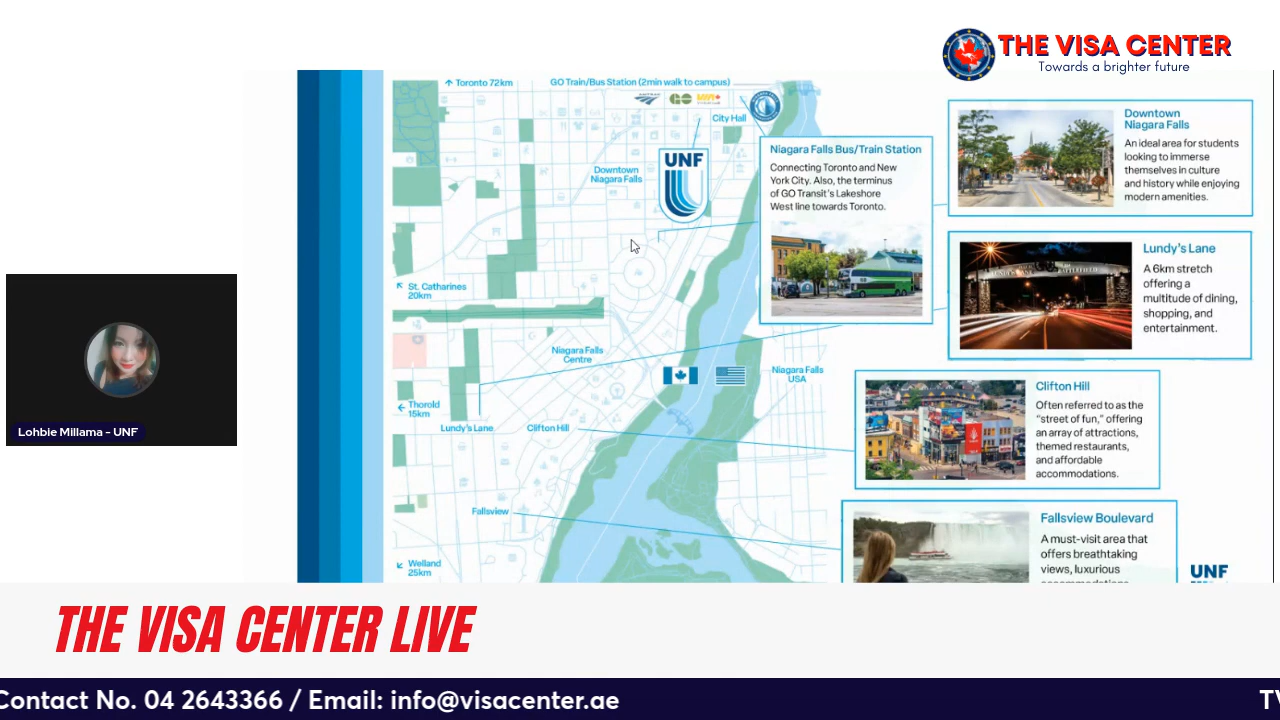 THE VISA CENTER
Towards a brighter future
Toronto 72km
GO Train/Bus Station (2min walk to campus)
GO
City Hall
UNF
Downtown
Niagara Falls
Niagara Falls Bus/Train Station
Connecting Toronto and New
York City. Also, the terminus
of GO Transit's Lakeshore
West line towards Toronto.
Downtown
Niagara Falls
An ideal area for students
looking to immerse
themselves in culture
and history while enjoying
modern amenities.
Lundy's Lane
A 6km stretch
offering a
multitude of dining,
shopping, and
entertainment.
St. Catharines
20km
Niagara Falls
Centre
Niagara Falls
USA
Thorold
15km
Lundy's Lane
Clifton Hill
Clifton Hill
Often referred to as the
"street of fun," offering
an array of attractions,
themed restaurants,
and affordable
accommodations.
Fallsview
Fallsview Boulevard
A must-visit area that
offers breathtaking
views, luxurious
accommodations
Welland
25km
UNF
Lohbie Millama - UNF
THE VISA CENTER LIVE
Contact No. 04 2643366 / Email: info@visacenter.ae
TV